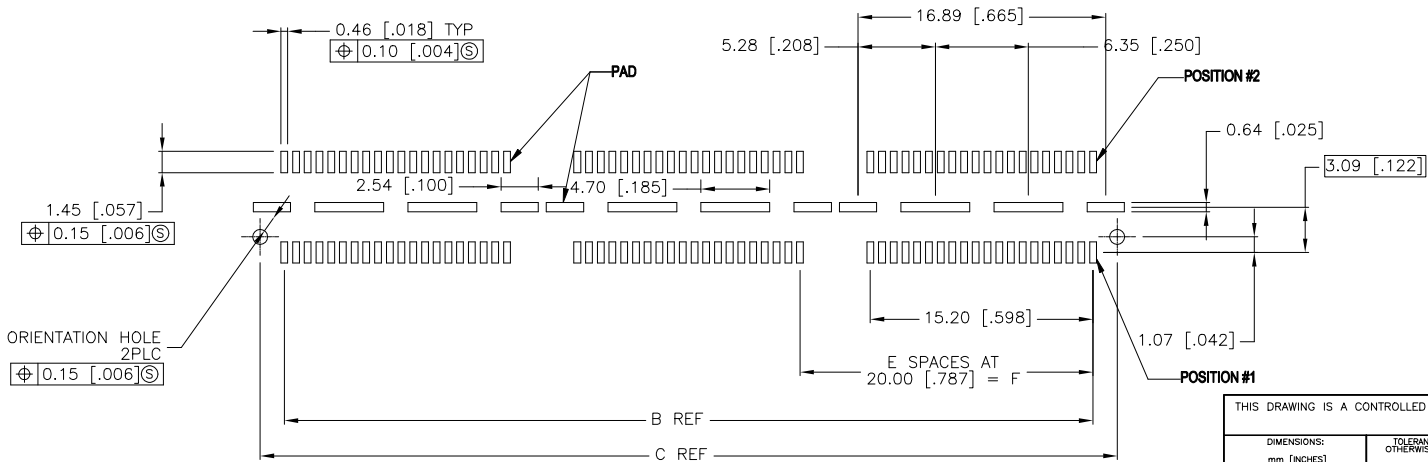 16.89 [.665]
0.46 [.018] TYP
⌖ 0.10 [.004]Ⓢ
5.28 [.208]
6.35 [.250]
PAD
POSITION #2
0.64 [.025]
3.09 [.122]
2.54 [.100]
4.70 [.185]
1.45 [.057]
⌖ 0.15 [.006]Ⓢ
15.20 [.598]
1.07 [.042]
ORIENTATION HOLE
2PLC
⌖ 0.15 [.006]Ⓢ
E SPACES AT
20.00 [.787] = F
POSITION #1
B REF
C REF
THIS DRAWING IS A CONTROLLED
DIMENSIONS:
mm [INCHES]